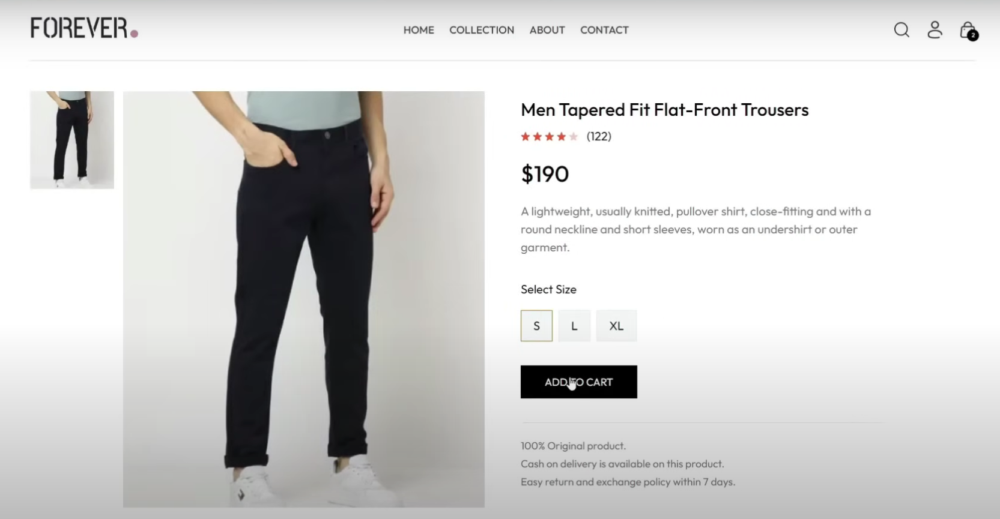 FOREVER.
HOME COLLECTION ABOUT CONTACT
2
Men Tapered Fit Flat-Front Trousers
(122)
$190
A lightweight, usually knitted, pullover shirt, close-fitting and with a
round neckline and short sleeves, worn as an undershirt or outer
garment.
Select Size
S L XL
ADD TO CART
100% Original product.
Cash on delivery is available on this product.
Easy return and exchange policy within 7 days.